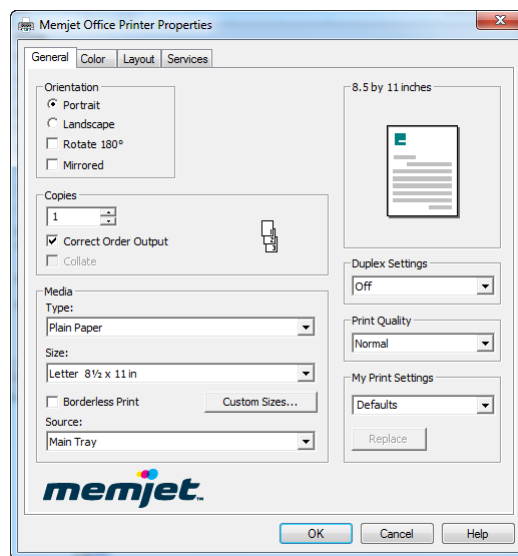 Memjet Office Printer Properties
General
Color
Layout
Services
Orientation
Portrait
Landscape
Rotate 180°
Mirrored
Copies
1
Correct Order Output
Collate
Media
Type:
Plain Paper
Size:
Letter 8½ x 11 in
Borderless Print
Custom Sizes...
Source:
Main Tray
8.5 by 11 inches
Duplex Settings
Off
Print Quality
Normal
My Print Settings
Defaults
Replace
memjet
OK
Cancel
Help